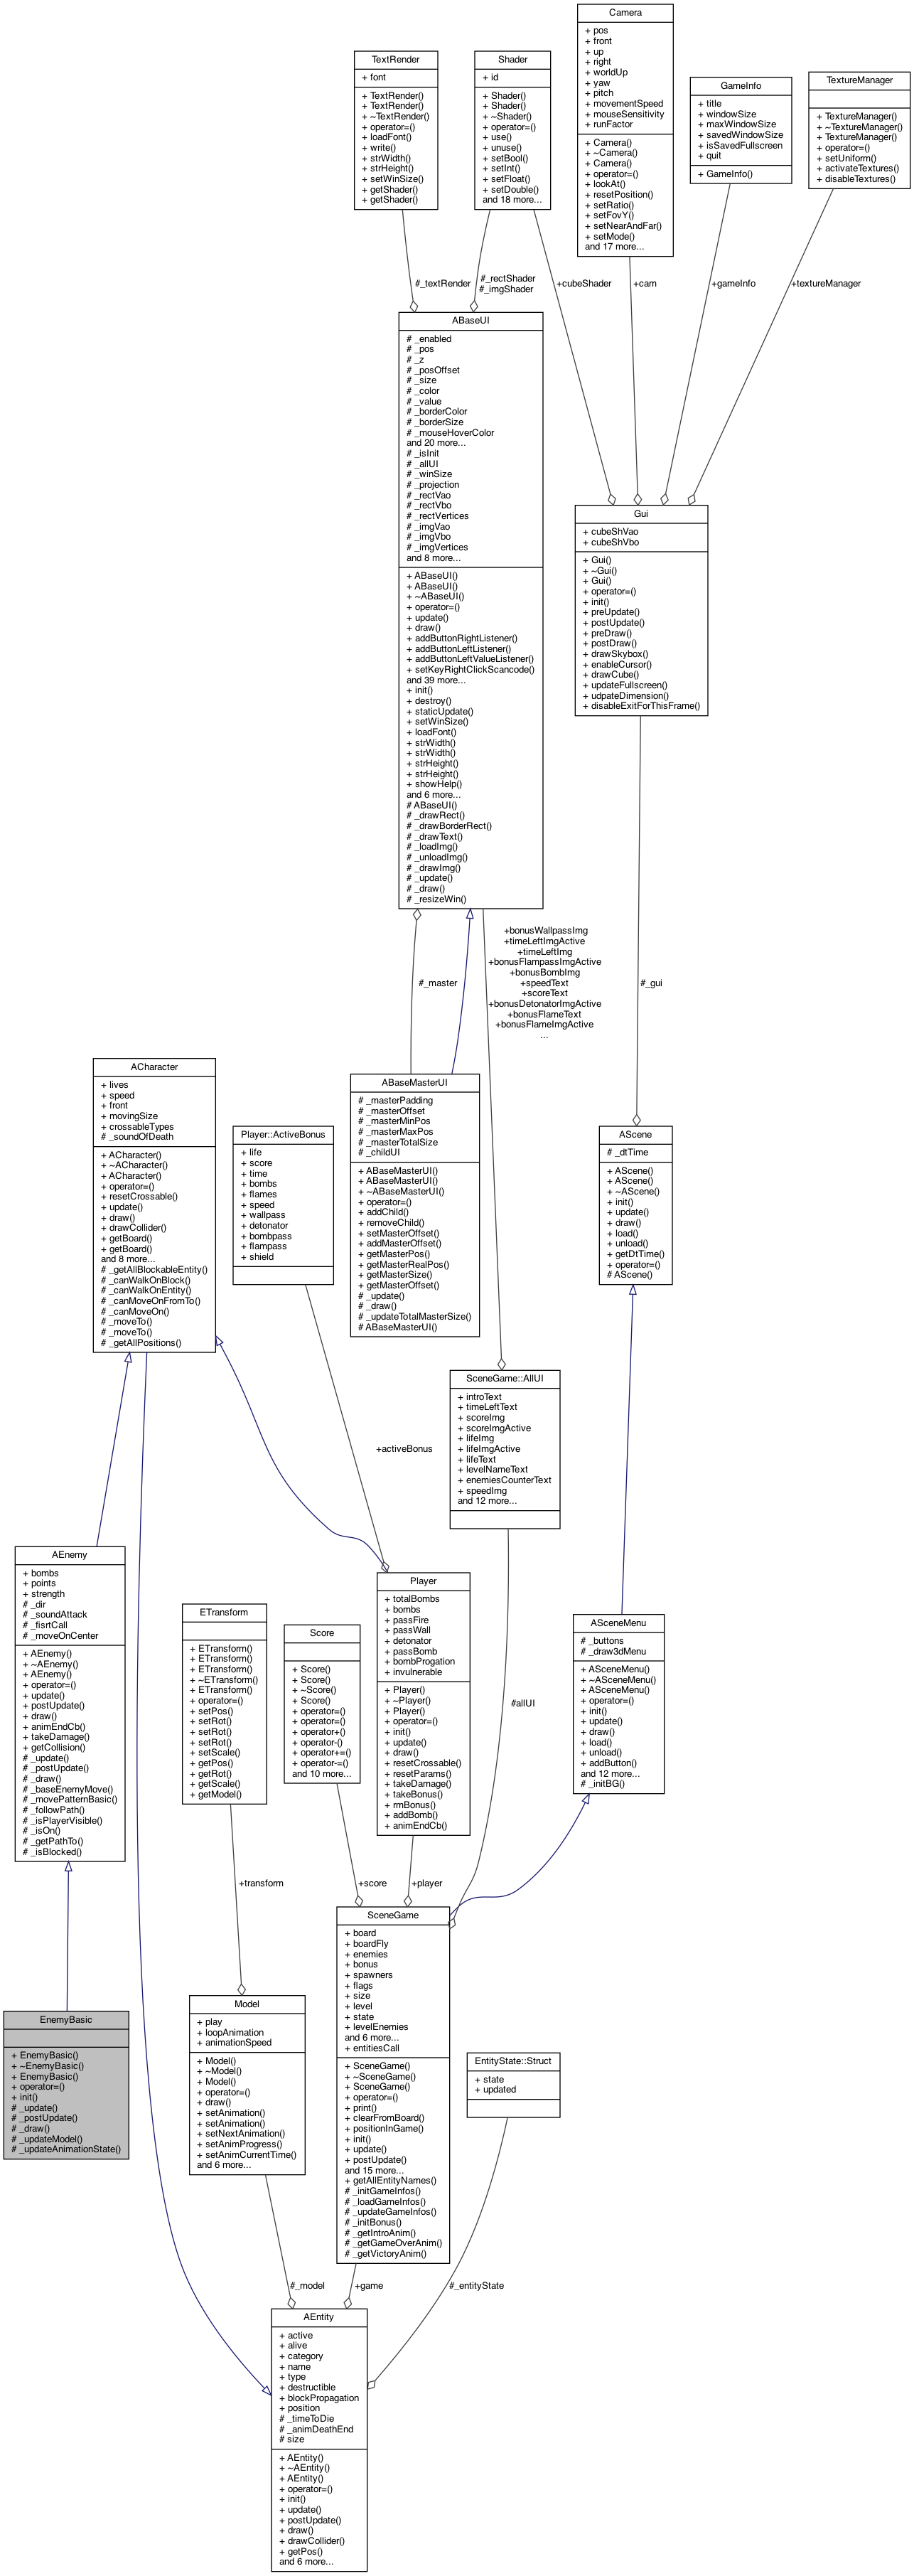 Camera
+ pos
+ front
+ up
+ right
+ worldUp
+ yaw
+ pitch
+ movementSpeed
+ mouseSensitivity
+ runFactor
+ Camera()
+ ~Camera()
+ Camera()
+ operator=()
+ lookAt()
+ resetPosition()
+ setRatio()
+ setFovY()
+ setNearAndFar()
+ setMode()
and 17 more...
TextRender
+ font
+ TextRender()
+ TextRender()
+ ~TextRender()
+ operator=()
+ loadFont()
+ write()
+ strWidth()
+ strHeight()
+ setWinSize()
+ getShader()
+ getShader()
Shader
+ id
+ Shader()
+ Shader()
+ ~Shader()
+ operator=()
+ use()
+ unuse()
+ setBool()
+ setInt()
+ setFloat()
+ setDouble()
and 18 more...
GameInfo
+ title
+ windowSize
+ maxWindowSize
+ savedWindowSize
+ isSavedFullscreen
+ quit
+ GameInfo()
TextureManager
+ TextureManager()
+ ~TextureManager()
+ TextureManager()
+ operator=()
+ setUniform()
+ activateTextures()
+ disableTextures()
#_textRender
#_rectShader
#_imgShader
+cubeShader
+cam
+gameInfo
+textureManager
ABaseUI
# _enabled
# _pos
# _z
# _posOffset
# _size
# _color
# _value
# _borderColor
# _borderSize
# _mouseHoverColor
and 20 more...
# _isInit
# _allUI
# _winSize
# _projection
# _rectVao
# _rectVbo
# _rectVertices
# _imgVao
# _imgVbo
# _imgVertices
and 8 more...
+ ABaseUI()
+ ABaseUI()
+ ~ABaseUI()
+ operator=()
+ update()
+ draw()
+ addButtonRightListener()
+ addButtonLeftListener()
+ addButtonLeftValueListener()
+ setKeyRightClickScancode()
and 39 more...
+ init()
+ destroy()
+ staticUpdate()
+ setWinSize()
+ loadFont()
+ strWidth()
+ strWidth()
+ strHeight()
+ strHeight()
+ showHelp()
and 6 more...
# ABaseUI()
# _drawRect()
# _drawBorderRect()
# _drawText()
# _loadImg()
# _unloadImg()
# _drawImg()
# _update()
# _draw()
# _resizeWin()
Gui
+ cubeShVao
+ cubeShVbo
+ Gui()
+ ~Gui()
+ Gui()
+ operator=()
+ init()
+ preUpdate()
+ postUpdate()
+ preDraw()
+ postDraw()
+ drawSkybox()
+ enableCursor()
+ drawCube()
+ updateFullscreen()
+ udpateDimension()
+ disableExitForThisFrame()
#_master
+bonusWallpassImg
+timeLeftImgActive
+timeLeftImg
+bonusFlampassImgActive
+bonusBombImg
+speedText
+scoreText
+bonusDetonatorImgActive
+bonusFlameText
+bonusFlameImgActive
...
#_gui
ACharacter
+ lives
+ speed
+ front
+ movingSize
+ crossableTypes
# _soundOfDeath
+ ACharacter()
+ ~ACharacter()
+ ACharacter()
+ operator=()
+ resetCrossable()
+ update()
+ draw()
+ drawCollider()
+ getBoard()
+ getBoard()
and 8 more...
# _getAllBlockableEntity()
# _canWalkOnBlock()
# _canWalkOnEntity()
# _canMoveOnFromTo()
# _canMoveOn()
# _moveTo()
# _moveTo()
# _getAllPositions()
Player::ActiveBonus
+ life
+ score
+ time
+ bombs
+ flames
+ speed
+ wallpass
+ detonator
+ bombpass
+ flampass
+ shield
ABaseMasterUI
# _masterPadding
# _masterOffset
# _masterMinPos
# _masterMaxPos
# _masterTotalSize
# _childUI
+ ABaseMasterUI()
+ ABaseMasterUI()
+ ~ABaseMasterUI()
+ operator=()
+ addChild()
+ removeChild()
+ setMasterOffset()
+ addMasterOffset()
+ getMasterPos()
+ getMasterRealPos()
+ getMasterSize()
+ getMasterOffset()
# _update()
# _draw()
# _updateTotalMasterSize()
# ABaseMasterUI()
AScene
# _dtTime
+ AScene()
+ AScene()
+ ~AScene()
+ init()
+ update()
+ draw()
+ load()
+ unload()
+ getDtTime()
+ operator=()
# AScene()
SceneGame::AllUI
+ introText
+ timeLeftText
+ scoreImg
+ scoreImgActive
+ lifeImg
+ lifeImgActive
+ lifeText
+ levelNameText
+ enemiesCounterText
+ speedImg
and 12 more...
+activeBonus
AEnemy
+ bombs
+ points
+ strength
# _dir
# _soundAttack
# _fisrtCall
# _moveOnCenter
+ AEnemy()
+ ~AEnemy()
+ AEnemy()
+ operator=()
+ update()
+ postUpdate()
+ draw()
+ animEndCb()
+ takeDamage()
+ getCollision()
# _update()
# _postUpdate()
# _draw()
# _baseEnemyMove()
# _movePatternBasic()
# _followPath()
# _isPlayerVisible()
# _isOn()
# _getPathTo()
# _isBlocked()
ETransform
+ ETransform()
+ ETransform()
+ ETransform()
+ ~ETransform()
+ ETransform()
+ operator=()
+ setPos()
+ setRot()
+ setRot()
+ setRot()
+ setScale()
+ getPos()
+ getRot()
+ getScale()
+ getModel()
Score
+ Score()
+ Score()
+ ~Score()
+ Score()
+ operator=()
+ operator=()
+ operator+()
+ operator-()
+ operator+=()
+ operator-=()
and 10 more...
Player
+ totalBombs
+ bombs
+ passFire
+ passWall
+ detonator
+ passBomb
+ bombProgation
+ invulnerable
+ Player()
+ ~Player()
+ Player()
+ operator=()
+ init()
+ update()
+ draw()
+ resetCrossable()
+ resetParams()
+ takeDamage()
+ takeBonus()
+ rmBonus()
+ addBomb()
+ animEndCb()
#allUI
ASceneMenu
# _buttons
# _draw3dMenu
+ ASceneMenu()
+ ~ASceneMenu()
+ ASceneMenu()
+ operator=()
+ init()
+ update()
+ draw()
+ load()
+ unload()
+ addButton()
and 12 more...
# _initBG()
+transform
+score
+player
SceneGame
+ board
+ boardFly
+ enemies
+ bonus
+ spawners
+ flags
+ size
+ level
+ state
+ levelEnemies
and 6 more...
+ entitiesCall
+ SceneGame()
+ ~SceneGame()
+ SceneGame()
+ operator=()
+ print()
+ clearFromBoard()
+ positionInGame()
+ init()
+ update()
+ postUpdate()
and 15 more...
+ getAllEntityNames()
# _initGameInfos()
# _loadGameInfos()
# _updateGameInfos()
# _initBonus()
# _getIntroAnim()
# _getGameOverAnim()
# _getVictoryAnim()
EnemyBasic
+ EnemyBasic()
+ ~EnemyBasic()
+ EnemyBasic()
+ operator=()
+ init()
# _update()
# _postUpdate()
# _draw()
# _updateModel()
# _updateAnimationState()
Model
+ play
+ loopAnimation
+ animationSpeed
+ Model()
+ ~Model()
+ Model()
+ operator=()
+ draw()
+ setAnimation()
+ setAnimation()
+ setNextAnimation()
+ setAnimProgress()
+ setAnimCurrentTime()
and 6 more...
EntityState::Struct
+ state
+ updated
#_model
+game
#_entityState
AEntity
+ active
+ alive
+ category
+ name
+ type
+ destructible
+ blockPropagation
+ position
# _timeToDie
# _animDeathEnd
# size
+ AEntity()
+ ~AEntity()
+ AEntity()
+ operator=()
+ init()
+ update()
+ postUpdate()
+ draw()
+ drawCollider()
+ getPos()
and 6 more...